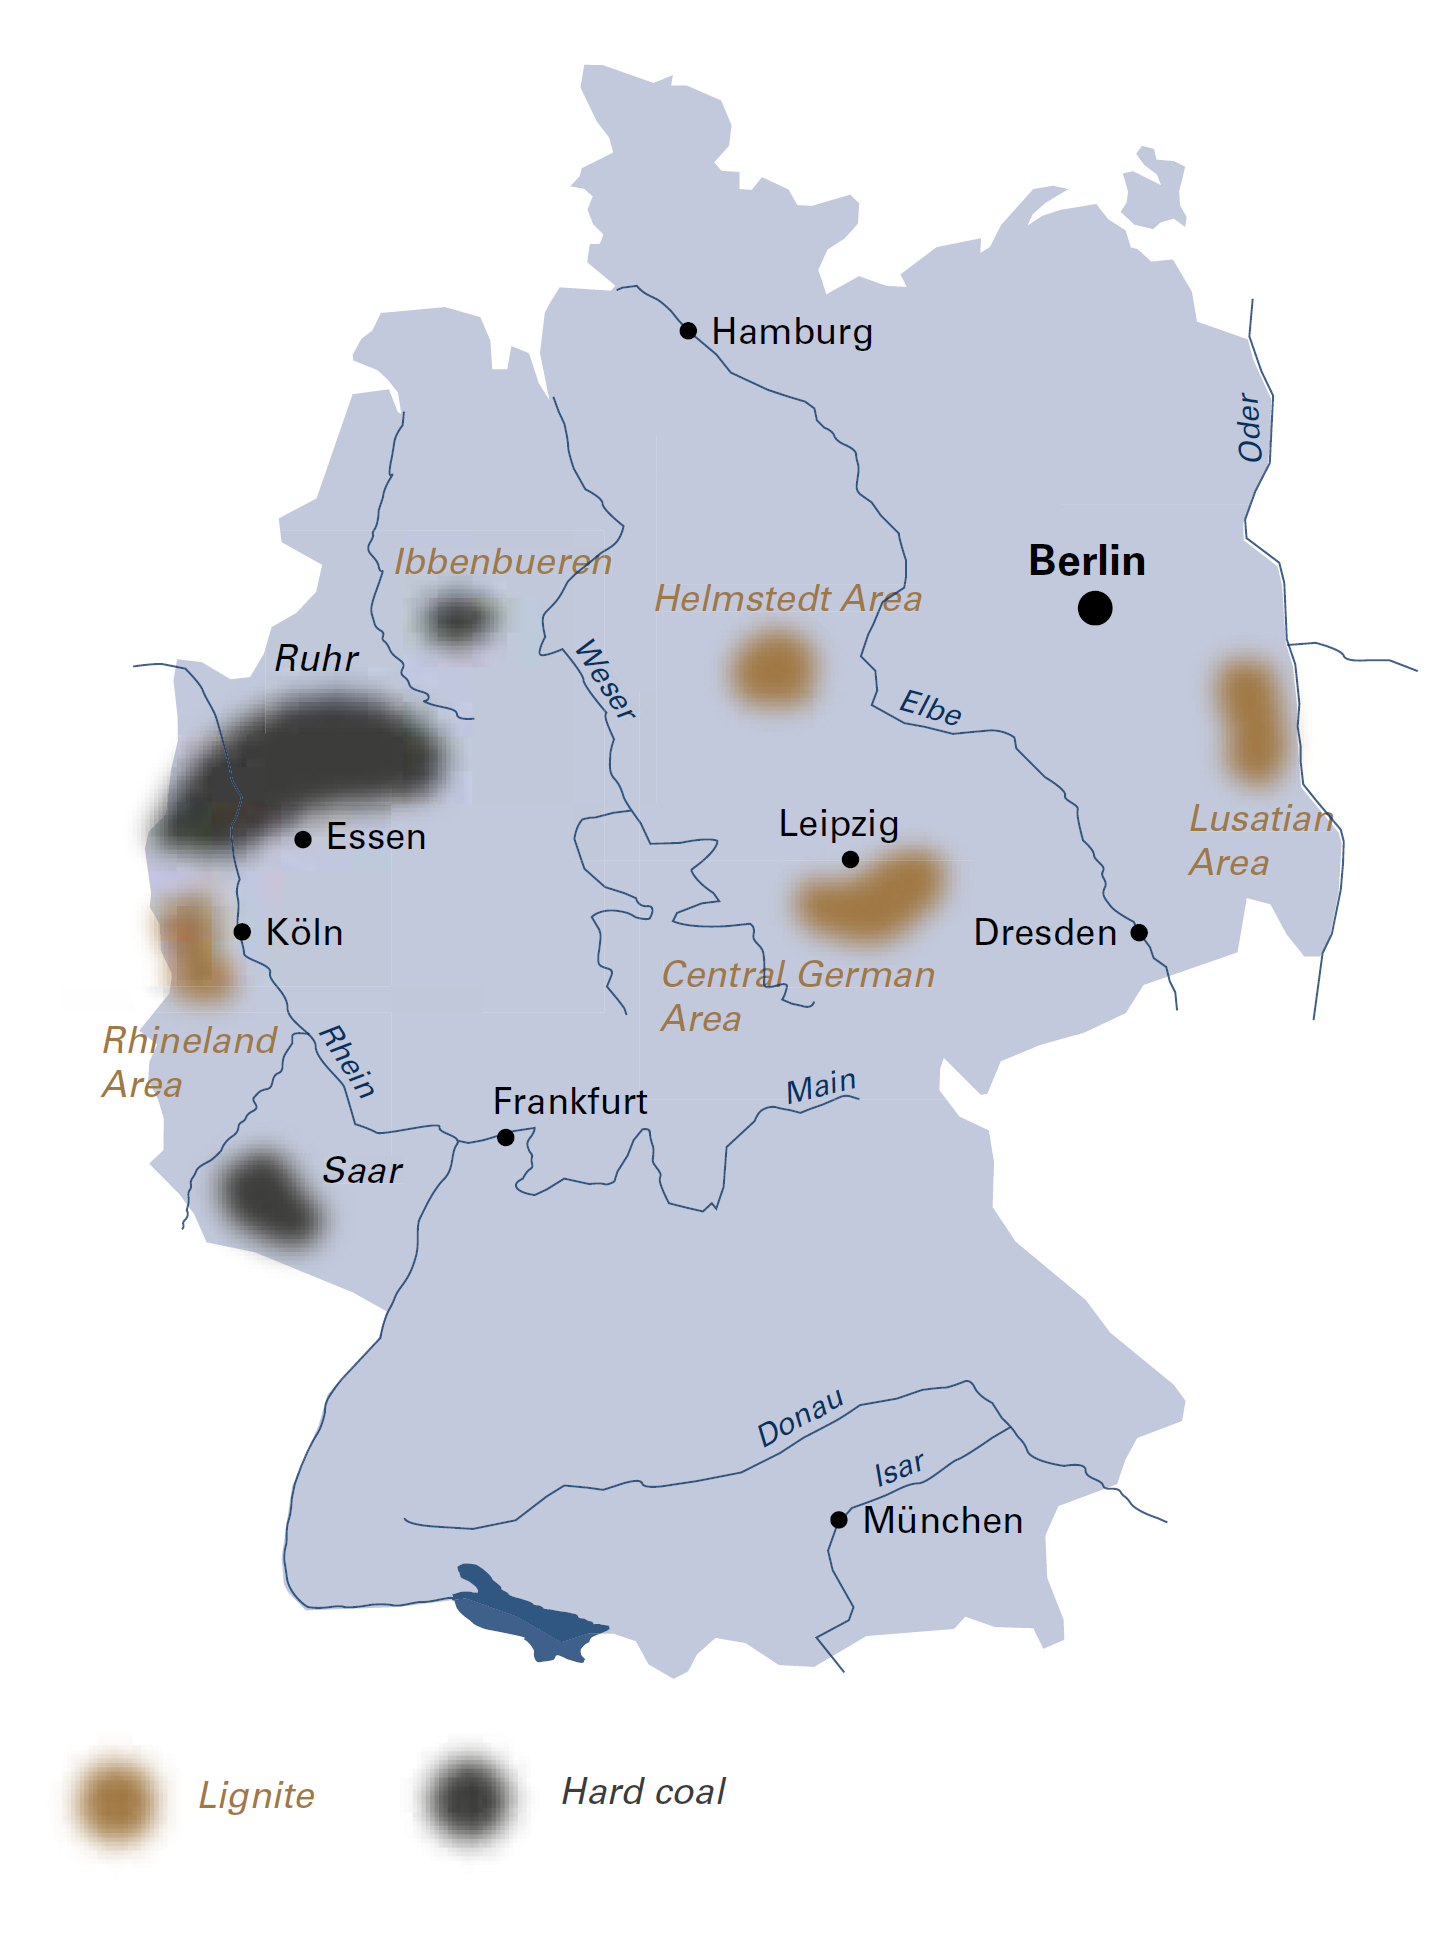 Hamburg
Oder
Berlin
Ibbenbueren
Helmstedt Area
Ruhr
Weser
Elbe
Leipzig
Lusatian
Area
Essen
Köln
Dresden
Central German
Area
Rhineland
Area
Rhein
Main
Frankfurt
Saar
Donau
Isar
München
Lignite
Hard coal